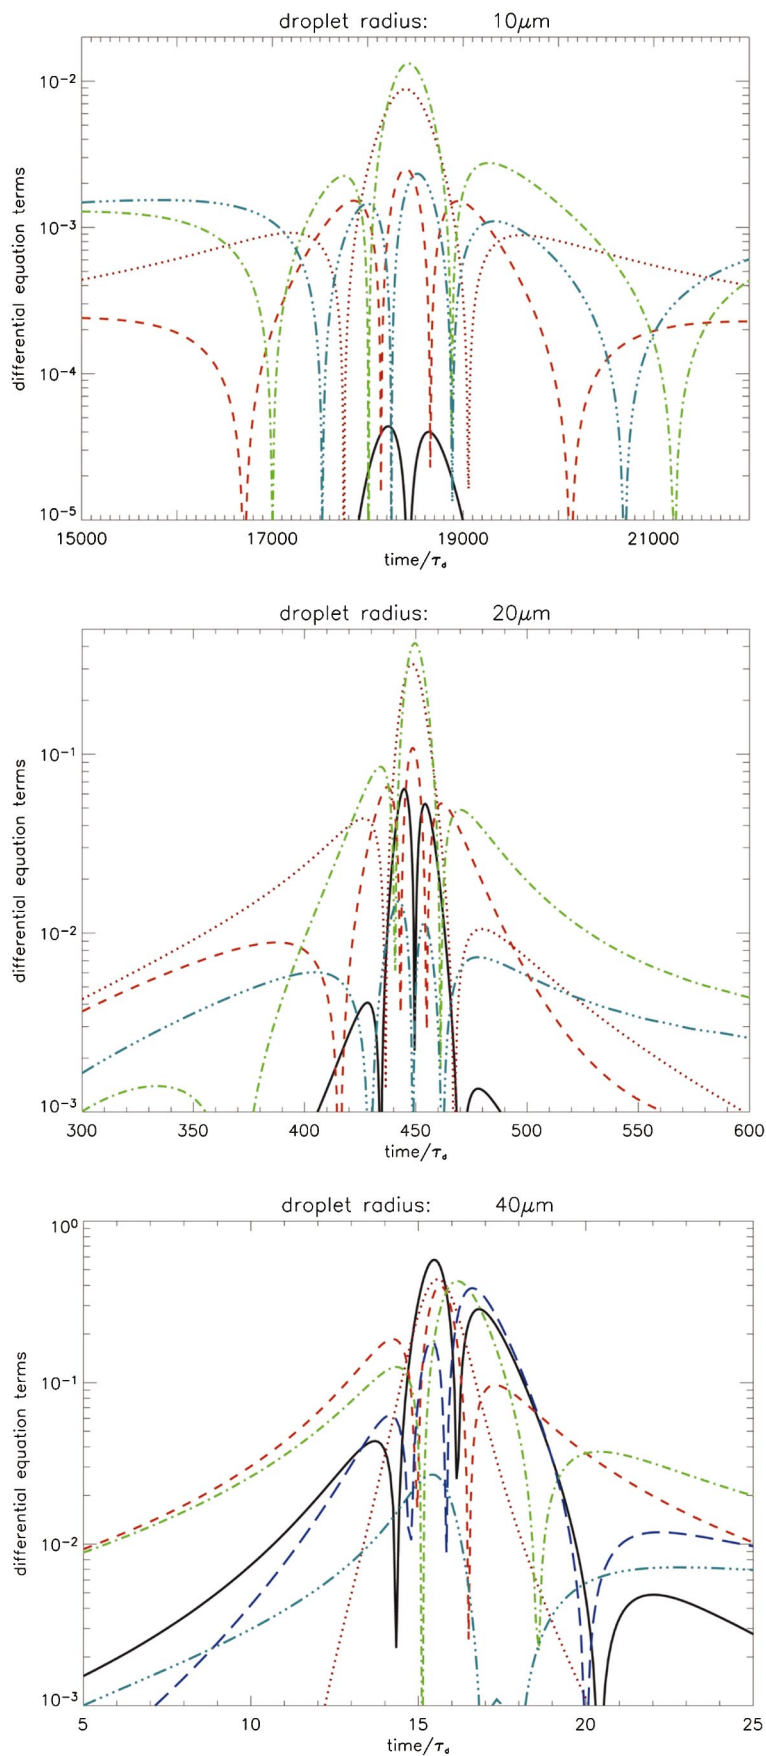 droplet radius: 10μm
differential equation terms
10⁻²
10⁻³
10⁻⁴
10⁻⁵
15000 17000 19000 21000
time/τ_d
droplet radius: 20μm
differential equation terms
10⁻¹
10⁻²
10⁻³
300 350 400 450 500 550 600
time/τ_d
droplet radius: 40μm
differential equation terms
10⁰
10⁻¹
10⁻²
10⁻³
5 10 15 20 25
time/τ_d